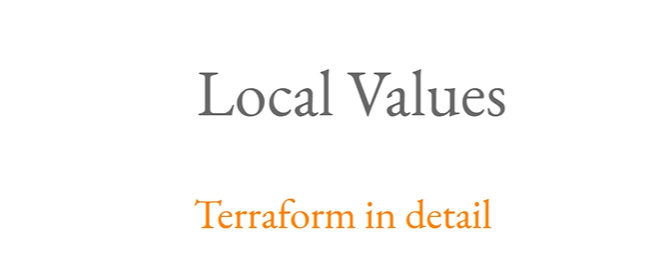 Local Values
Terraform in detail